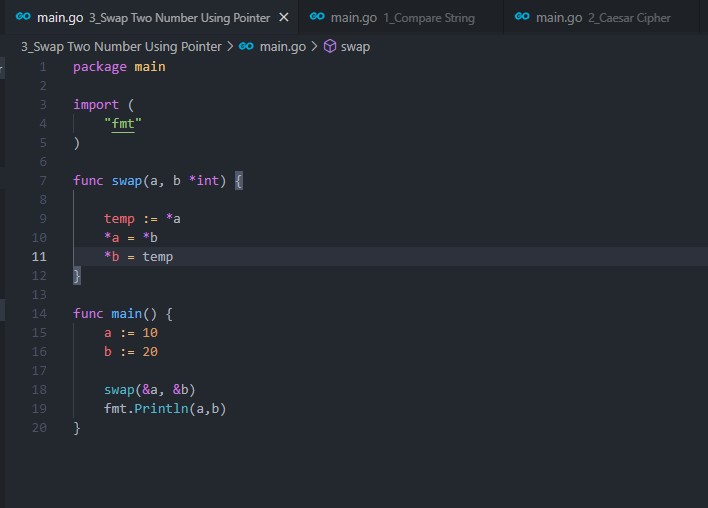 GO main.go 3_Swap Two Number Using Pointer × GO main.go 1_Compare String GO main.go 2_Caesar Cipher
3_Swap Two Number Using Pointer > GO main.go > swap
1 package main
2
3 import (
4     "fmt"
5 )
6
7 func swap(a, b *int) {
8
9     temp := *a
10     *a = *b
11     *b = temp
12 }
13
14 func main() {
15     a := 10
16     b := 20
17
18     swap(&a, &b)
19     fmt.Println(a,b)
20 }